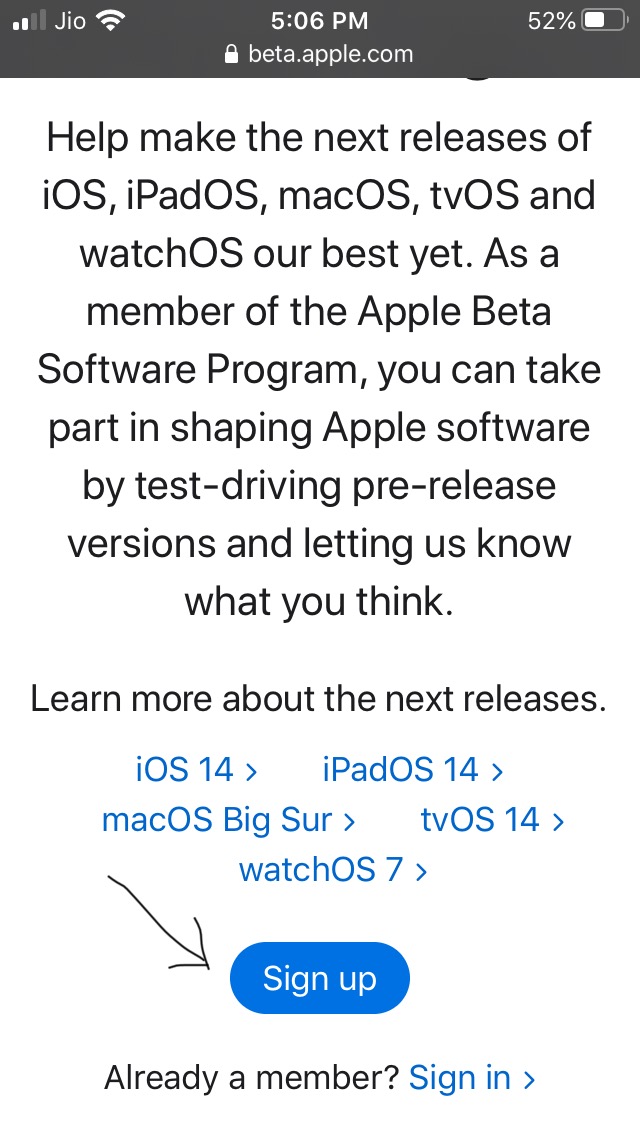 Jio 5:06 PM 52%
beta.apple.com
Help make the next releases of
iOS, iPadOS, macOS, tvOS and
watchOS our best yet. As a
member of the Apple Beta
Software Program, you can take
part in shaping Apple software
by test-driving pre-release
versions and letting us know
what you think.
Learn more about the next releases.
iOS 14 › iPadOS 14 ›
macOS Big Sur › tvOS 14 ›
watchOS 7 ›
Sign up
Already a member? Sign in ›